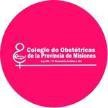 Colegio de Obstétricas
de la Provincia de Misiones